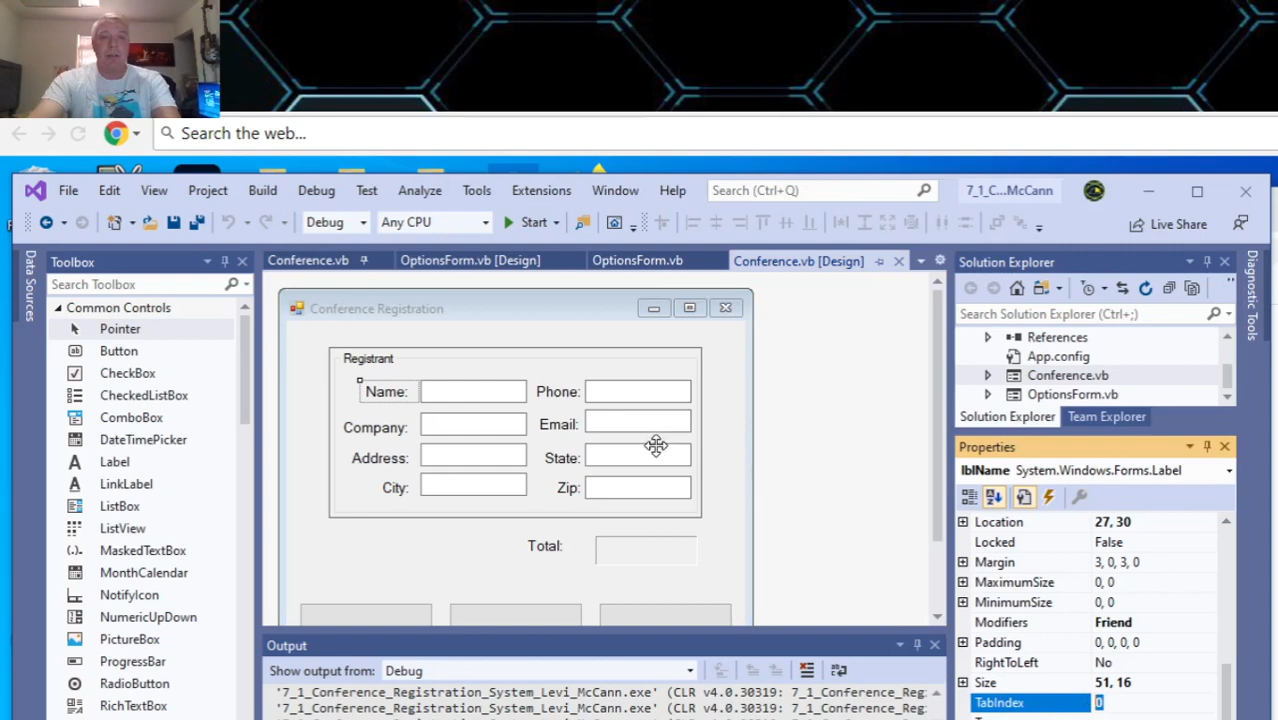 Search the web...
File Edit View Project Build Debug Test Analyze Tools Extensions Window Help Search (Ctrl+Q) 7_1_C...McCann
Debug Any CPU Start Live Share
Data Sources
Toolbox
Search Toolbox
Common Controls
Pointer
Button
CheckBox
CheckedListBox
ComboBox
DateTimePicker
Label
LinkLabel
ListBox
ListView
MaskedTextBox
MonthCalendar
NotifyIcon
NumericUpDown
PictureBox
ProgressBar
RadioButton
RichTextBox
Conference.vb OptionsForm.vb [Design] OptionsForm.vb Conference.vb [Design]
Conference Registration
Registrant
Name: Phone:
Company: Email:
Address: State:
City: Zip:
Total:
Output
Show output from: Debug
'7_1_Conference_Registration_System_Levi_McCann.exe' (CLR v4.0.30319: 7_1_Conference_Reg
'7_1_Conference_Registration_System_Levi_McCann.exe' (CLR v4.0.30319: 7_1_Conference_Reg
Solution Explorer
Search Solution Explorer (Ctrl+;)
References
App.config
Conference.vb
OptionsForm.vb
Solution Explorer Team Explorer
Properties
lblName System.Windows.Forms.Label
Location 27, 30
Locked False
Margin 3, 0, 3, 0
MaximumSize 0, 0
MinimumSize 0, 0
Modifiers Friend
Padding 0, 0, 0, 0
RightToLeft No
Size 51, 16
TabIndex 0
Diagnostic Tools